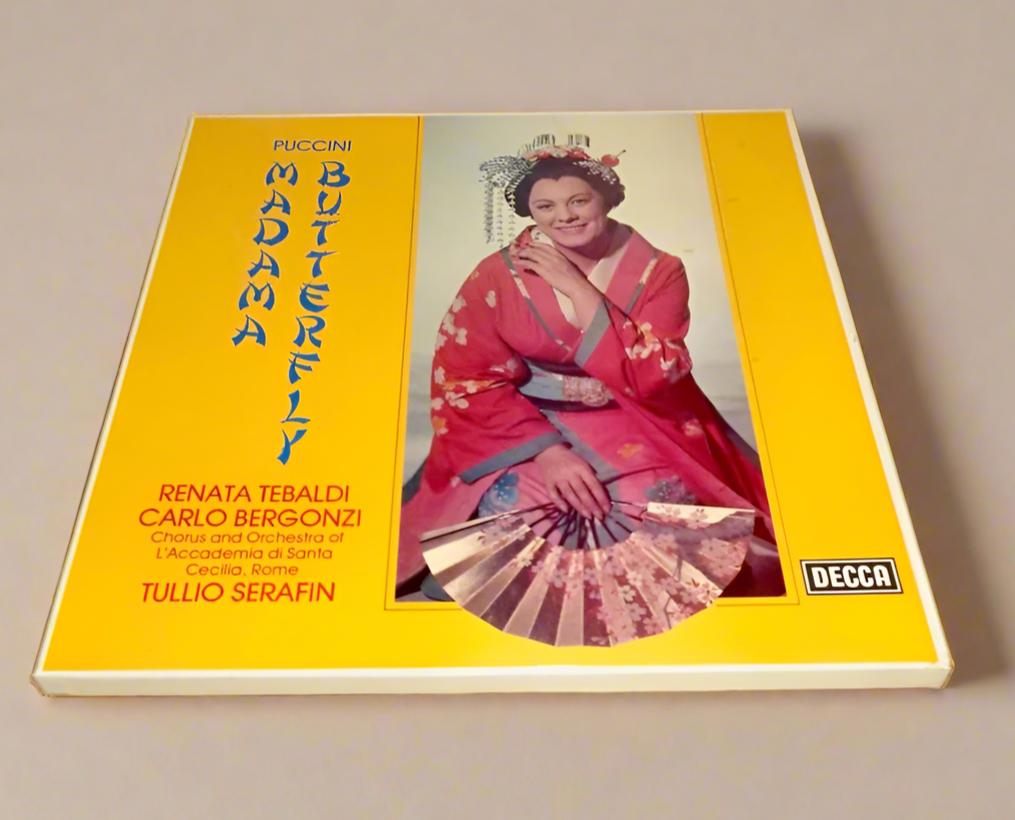 PUCCINI
MADAMA
BUTTERFLY
RENATA TEBALDI
CARLO BERGONZI
Chorus and Orchestra of
L'Accademia di Santa
Cecilia, Rome
TULLIO SERAFIN
DECCA